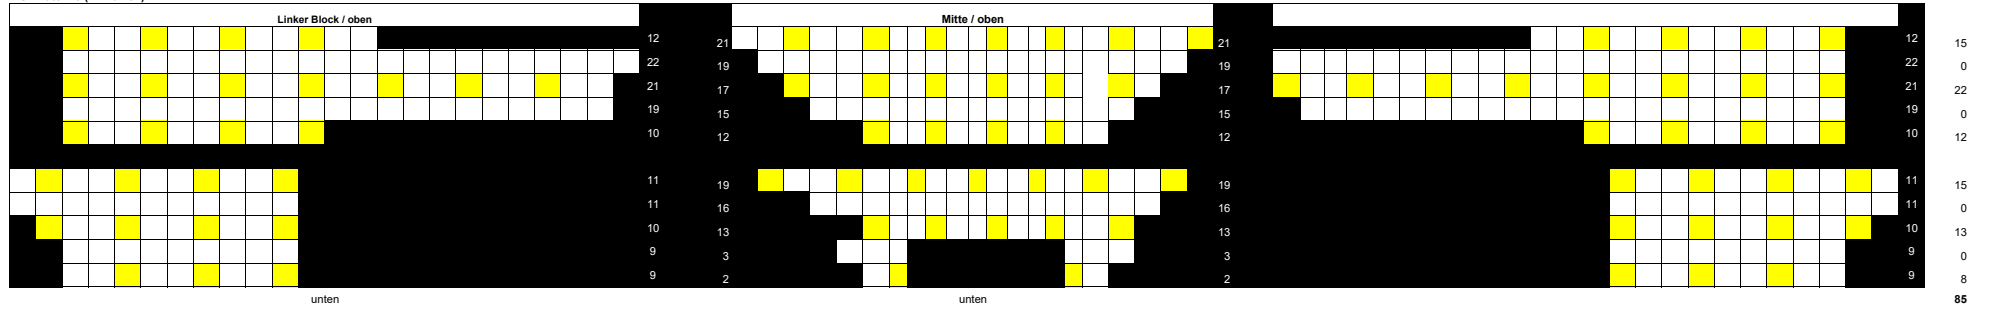 Linker Block / oben Mitte / oben
12 21 21 12 15
22 19 19 22 0
21 17 17 21 22
19 15 15 19 0
10 12 12 10 12
11 19 19 11 15
11 16 16 11 0
10 13 13 10 13
9 3 3 9 0
9 2 2 9 8
unten unten 85